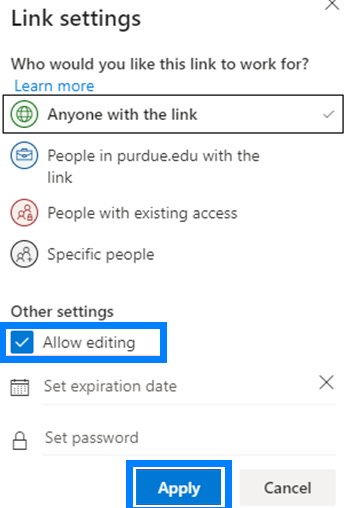 Link settings
Who would you like this link to work for?
Learn more
Anyone with the link
People in purdue.edu with the
link
People with existing access
Specific people
Other settings
Allow editing
Set expiration date
Set password
Apply Cancel